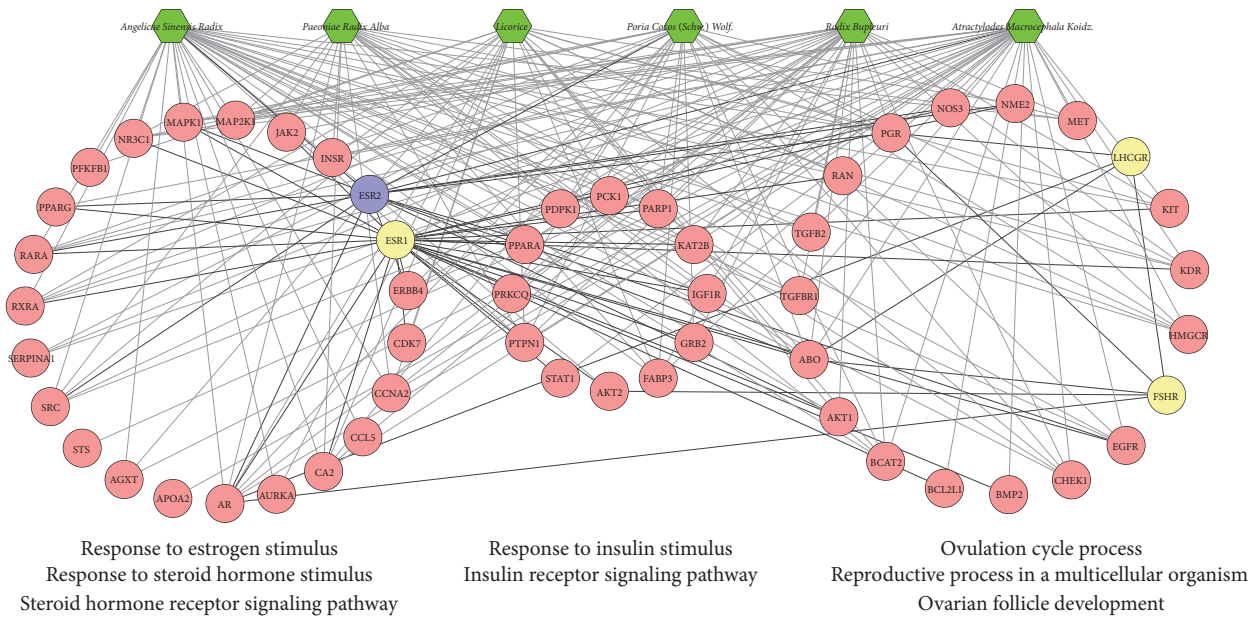 Angelicae Sinensis Radix
Paeoniae Radix Alba
Licorice
Poria Cocos (Schw.) Wolf.
Radix Bupleuri
Atractylodes Macrocephala Koidz.
NR3C1
MAPK1
MAP2K1
JAK2
INSR
PFKFB1
ESR2
PPARG
ESR1
RARA
ERBB4
RXRA
CDK7
SERPINA1
CCNA2
SRC
CCL5
STS
CA2
AGXT
APOA2
AR
AURKA
PDPK1
PCK1
PARP1
PPARA
KAT2B
PRKCQ
IGF1R
PTPN1
GRB2
STAT1
AKT2
FABP3
NOS3
NME2
MET
PGR
LHCGR
RAN
KIT
TGFB2
KDR
TGFBR1
HMGCR
ABO
FSHR
AKT1
EGFR
BCAT2
BCL2L1
BMP2
CHEK1
Response to estrogen stimulus
Response to steroid hormone stimulus
Steroid hormone receptor signaling pathway
Response to insulin stimulus
Insulin receptor signaling pathway
Ovulation cycle process
Reproductive process in a multicellular organism
Ovarian follicle development